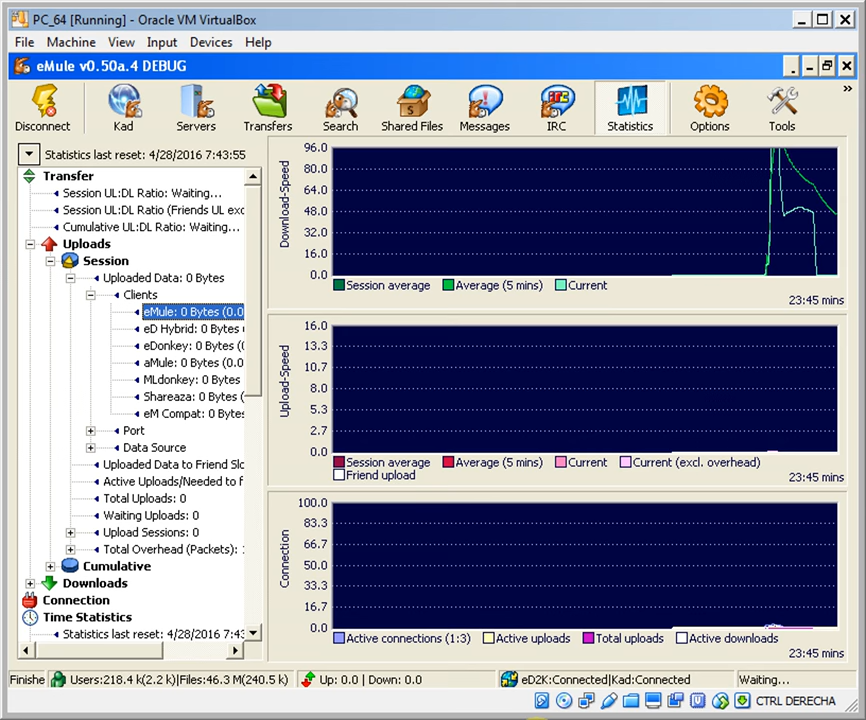 PC_64 [Running] - Oracle VM VirtualBox
File Machine View Input Devices Help
eMule v0.50a.4 DEBUG
Disconnect Kad Servers Transfers Search Shared Files Messages IRC Statistics Options Tools
Statistics last reset: 4/28/2016 7:43:55
Transfer
Session UL:DL Ratio: Waiting...
Session UL:DL Ratio (Friends UL exc
Cumulative UL:DL Ratio: Waiting...
Uploads
Session
Uploaded Data: 0 Bytes
Clients
eMule: 0 Bytes (0.0
eD Hybrid: 0 Bytes
eDonkey: 0 Bytes (0
aMule: 0 Bytes (0.0
MLdonkey: 0 Bytes
Shareaza: 0 Bytes (
eM Compat: 0 Bytes
Port
Data Source
Uploaded Data to Friend Slo
Active Uploads/Needed to f
Total Uploads: 0
Waiting Uploads: 0
Upload Sessions: 0
Total Overhead (Packets):
Cumulative
Downloads
Connection
Time Statistics
Statistics last reset: 4/28/2016 7:43
Download-Speed
96.0
80.0
64.0
48.0
32.0
16.0
0.0
Session average Average (5 mins) Current
23:45 mins
Upload-Speed
16.0
13.3
10.7
8.0
5.3
2.7
0.0
Session average Average (5 mins) Current Current (excl. overhead)
Friend upload
23:45 mins
Connection
100.0
83.3
66.7
50.0
33.3
16.7
0.0
Active connections (1:3) Active uploads Total uploads Active downloads
23:45 mins
Finishe Users:218.4 k(2.2 k)|Files:46.3 M(240.5 k) Up: 0.0 | Down: 0.0 eD2K:Connected|Kad:Connected Waiting...
CTRL DERECHA